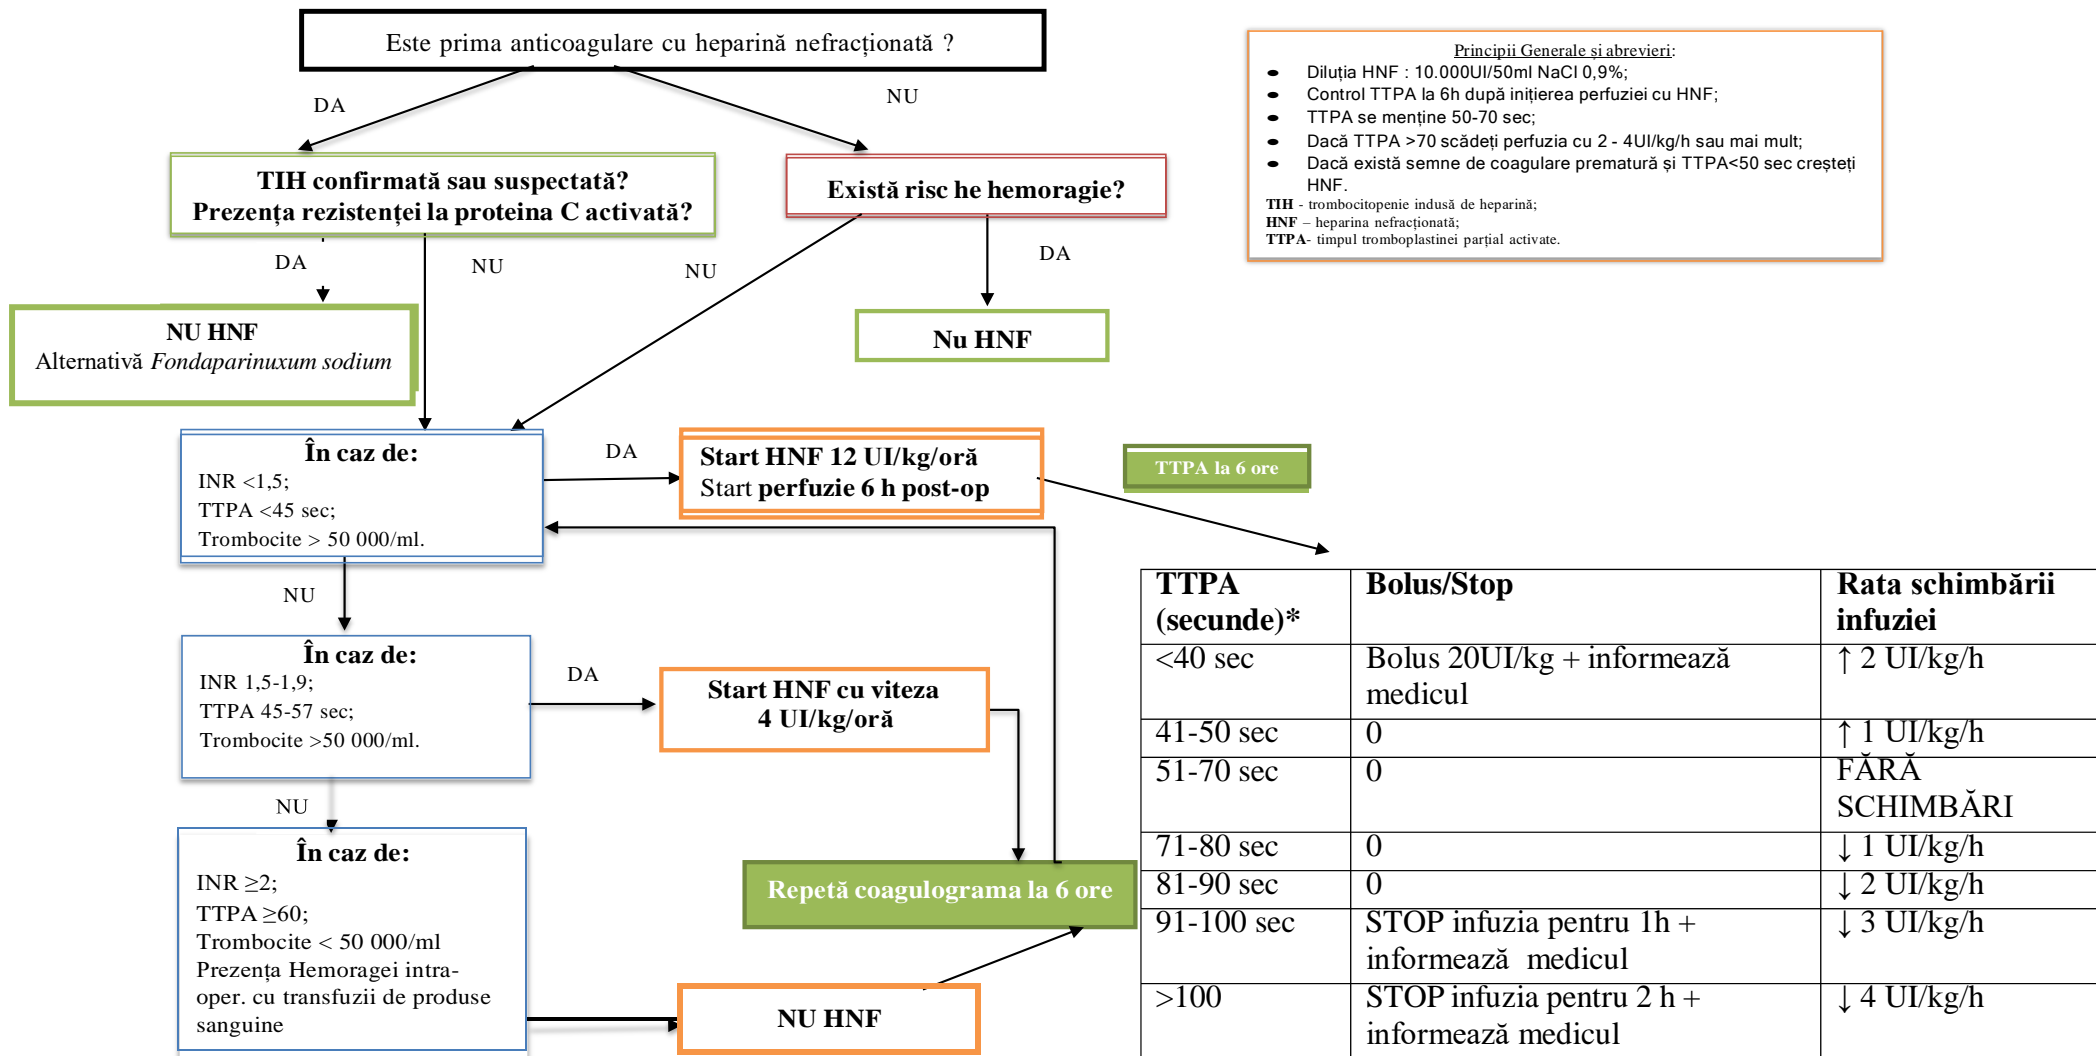 Este prima anticoagulare cu heparină nefracționată ?
DA
NU
Principii Generale și abrevieri:
● Diluția HNF : 10.000UI/50ml NaCl 0,9%;
● Control TTPA la 6h după inițierea perfuziei cu HNF;
● TTPA se menține 50-70 sec;
● Dacă TTPA >70 scădeți perfuzia cu 2 - 4UI/kg/h sau mai mult;
● Dacă există semne de coagulare prematură și TTPA<50 sec creșteți
HNF.
TIH - trombocitopenie indusă de heparină;
HNF – heparina nefracționată;
TTPA- timpul tromboplastinei parțial activate.
TIH confirmată sau suspectată?
Prezența rezistenței la proteina C activată?
Există risc he hemoragie?
DA
NU
NU
DA
NU HNF
Alternativă Fondaparinuxum sodium
Nu HNF
În caz de:
INR <1,5;
TTPA <45 sec;
Trombocite > 50 000/ml.
DA
Start HNF 12 UI/kg/oră
Start perfuzie 6 h post-op
TTPA la 6 ore
NU
În caz de:
INR 1,5-1,9;
TTPA 45-57 sec;
Trombocite >50 000/ml.
DA
Start HNF cu viteza
4 UI/kg/oră
NU
În caz de:
INR ≥2;
TTPA ≥60;
Trombocite < 50 000/ml
Prezența Hemoragei intra-
oper. cu transfuzii de produse
sanguine
Repetă coagulograma la 6 ore
NU HNF
TTPA (secunde)* Bolus/Stop Rata schimbării infuziei
<40 sec Bolus 20UI/kg + informează medicul ↑ 2 UI/kg/h
41-50 sec 0 ↑ 1 UI/kg/h
51-70 sec 0 FĂRĂ SCHIMBĂRI
71-80 sec 0 ↓ 1 UI/kg/h
81-90 sec 0 ↓ 2 UI/kg/h
91-100 sec STOP infuzia pentru 1h + informează medicul ↓ 3 UI/kg/h
>100 STOP infuzia pentru 2 h + informează medicul ↓ 4 UI/kg/h